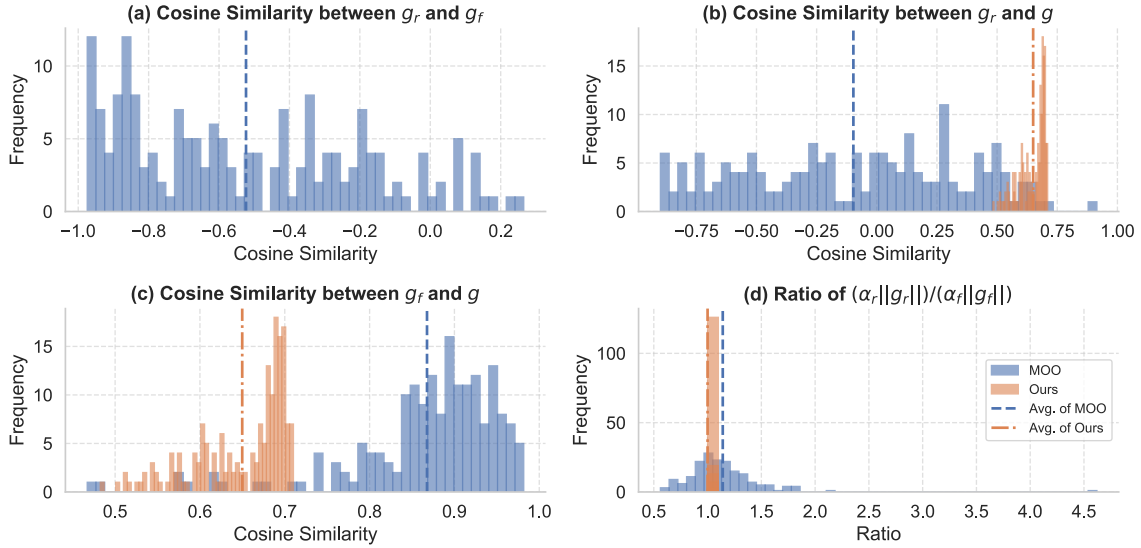 (a) Cosine Similarity between g_r and g_f
Frequency
10
5
0
−1.0 −0.8 −0.6 −0.4 −0.2 0.0 0.2
Cosine Similarity
(b) Cosine Similarity between g_r and g
Frequency
15
10
5
0
−0.75 −0.50 −0.25 0.00 0.25 0.50 0.75 1.00
Cosine Similarity
(c) Cosine Similarity between g_f and g
Frequency
15
10
5
0
0.5 0.6 0.7 0.8 0.9 1.0
Cosine Similarity
(d) Ratio of (α_r||g_r||)/(α_f||g_f||)
Frequency
100
50
0
0.5 1.0 1.5 2.0 2.5 3.0 3.5 4.0 4.5
Ratio
MOO
Ours
Avg. of MOO
Avg. of Ours